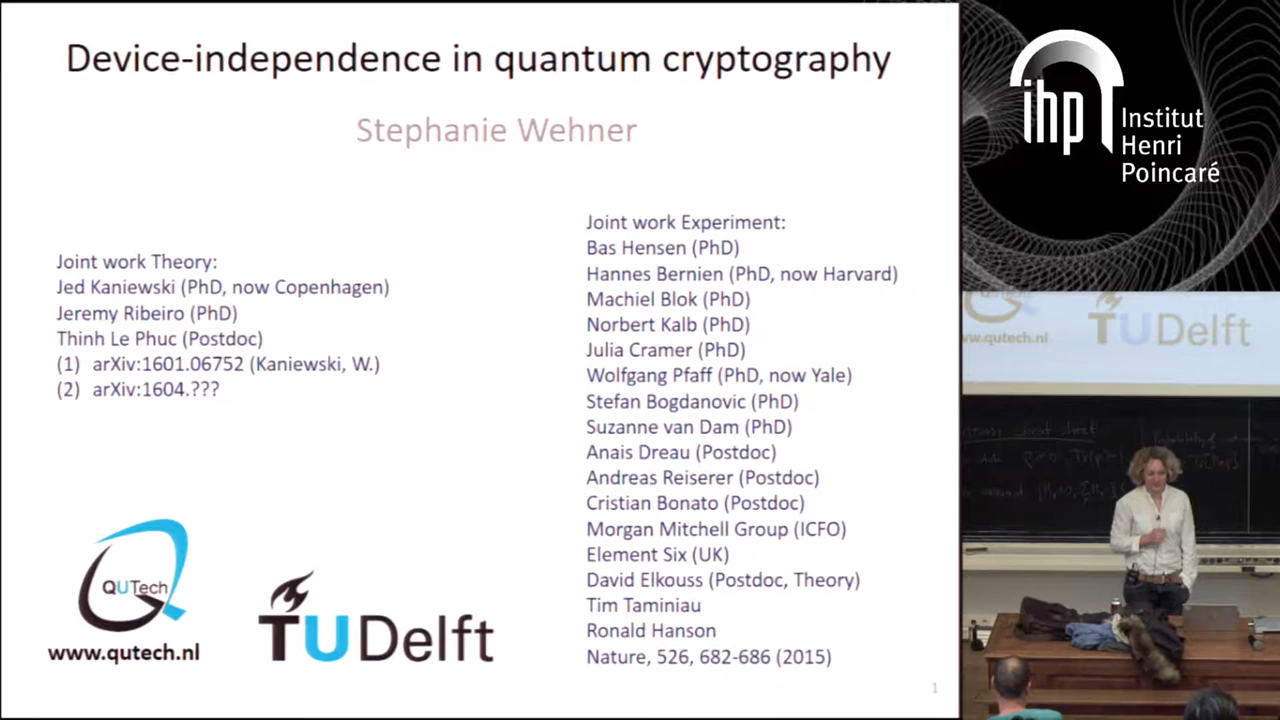 Device-independence in quantum cryptography
Stephanie Wehner
Joint work Theory:
Jed Kaniewski (PhD, now Copenhagen)
Jeremy Ribeiro (PhD)
Thinh Le Phuc (Postdoc)
(1) arXiv:1601.06752 (Kaniewski, W.)
(2) arXiv:1604.???
Joint work Experiment:
Bas Hensen (PhD)
Hannes Bernien (PhD, now Harvard)
Machiel Blok (PhD)
Norbert Kalb (PhD)
Julia Cramer (PhD)
Wolfgang Pfaff (PhD, now Yale)
Stefan Bogdanovic (PhD)
Suzanne van Dam (PhD)
Anais Dreau (Postdoc)
Andreas Reiserer (Postdoc)
Cristian Bonato (Postdoc)
Morgan Mitchell Group (ICFO)
Element Six (UK)
David Elkouss (Postdoc, Theory)
Tim Taminiau
Ronald Hanson
Nature, 526, 682-686 (2015)
QUTech
www.qutech.nl
TUDelft
1
ihp
Institut
Henri
Poincaré
TUDelft
ww.qutech.nl